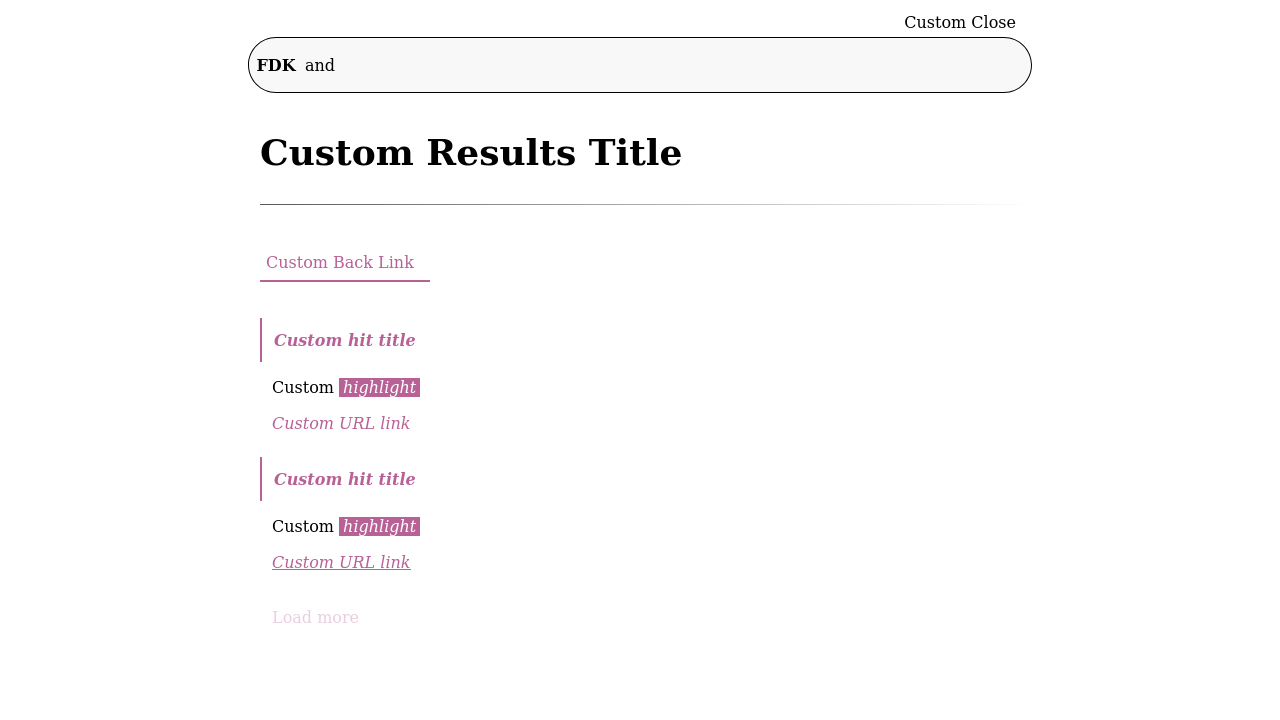 Custom Close
FDK and
Custom Results Title
Custom Back Link
Custom hit title
Custom highlight
Custom URL link
Custom hit title
Custom highlight
Custom URL link
Load more